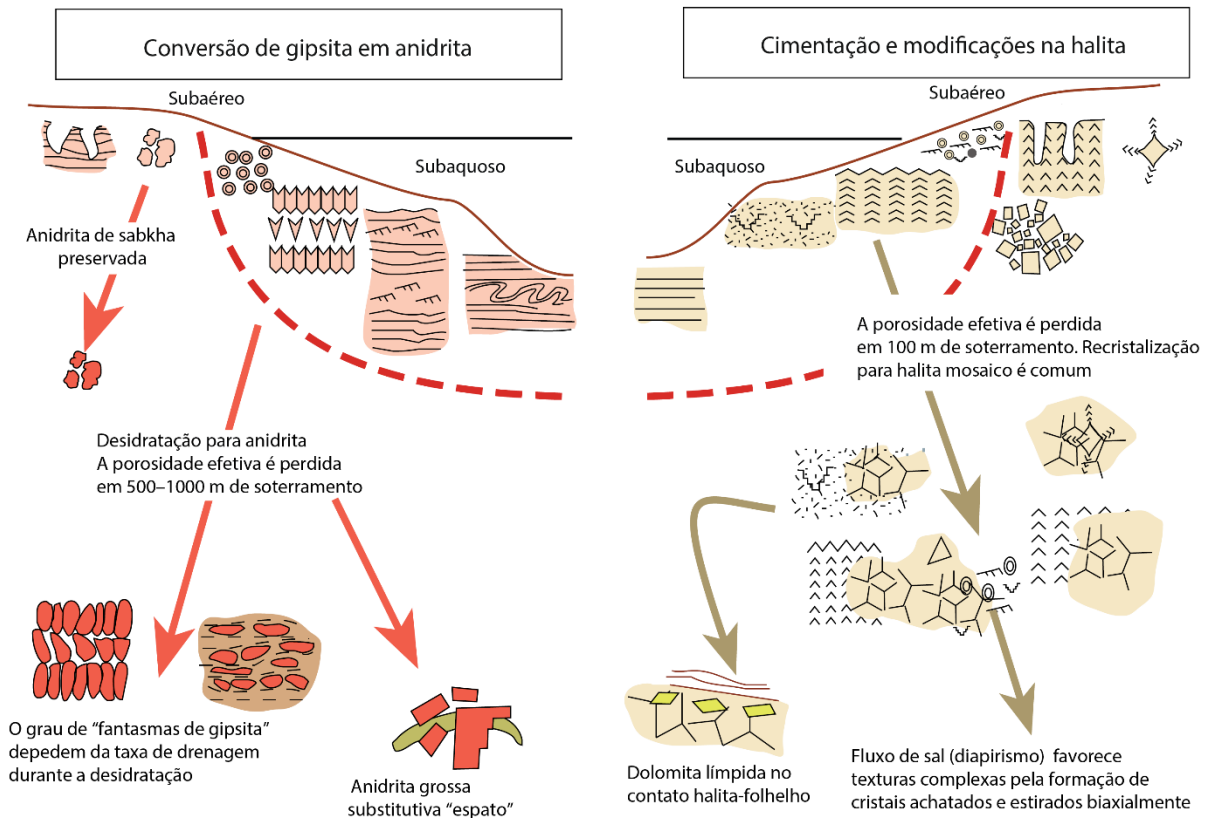 Conversão de gipsita em anidrita
Subaéreo
Subaquoso
Anidrita de sabkha
preservada
Desidratação para anidrita
A porosidade efetiva é perdida
em 500–1000 m de soterramento
O grau de “fantasmas de gipsita”
depedem da taxa de drenagem
durante a desidratação
Anidrita grossa
substitutiva “espato”
Cimentação e modificações na halita
Subaéreo
Subaquoso
A porosidade efetiva é perdida
em 100 m de soterramento. Recristalização
para halita mosaico é comum
Dolomita límpida no
contato halita-folhelho
Fluxo de sal (diapirismo) favorece
texturas complexas pela formação de
cristais achatados e estirados biaxialmente